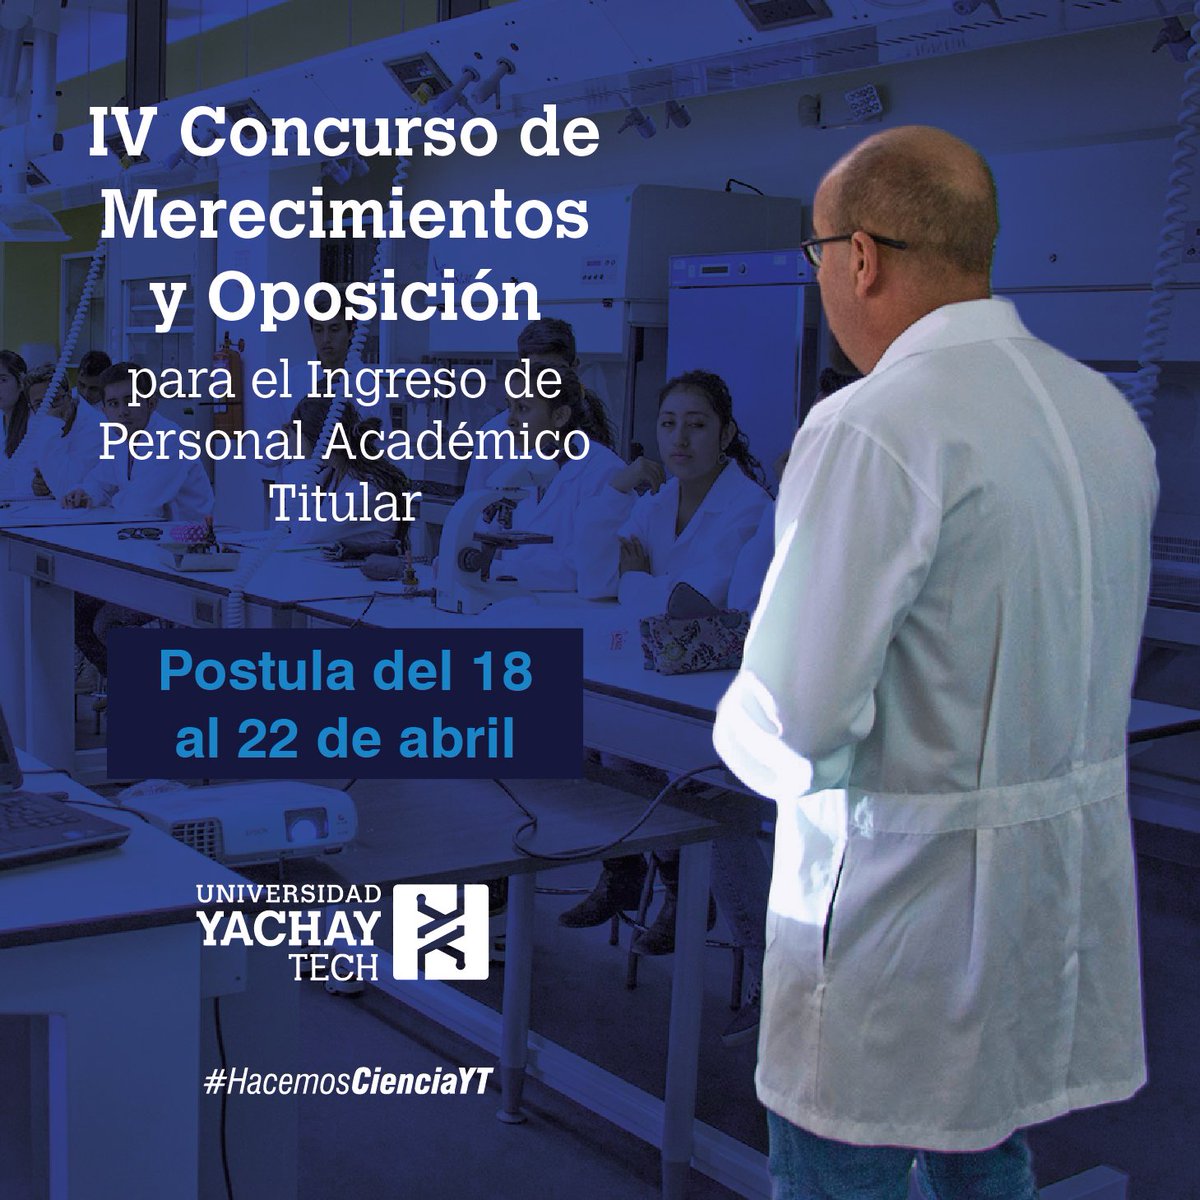 IV Concurso de
Merecimientos
y Oposición
para el Ingreso de
Personal Académico
Titular
Postula del 18
al 22 de abril
UNIVERSIDAD
YACHAY
TECH
#HacemosCienciaYT